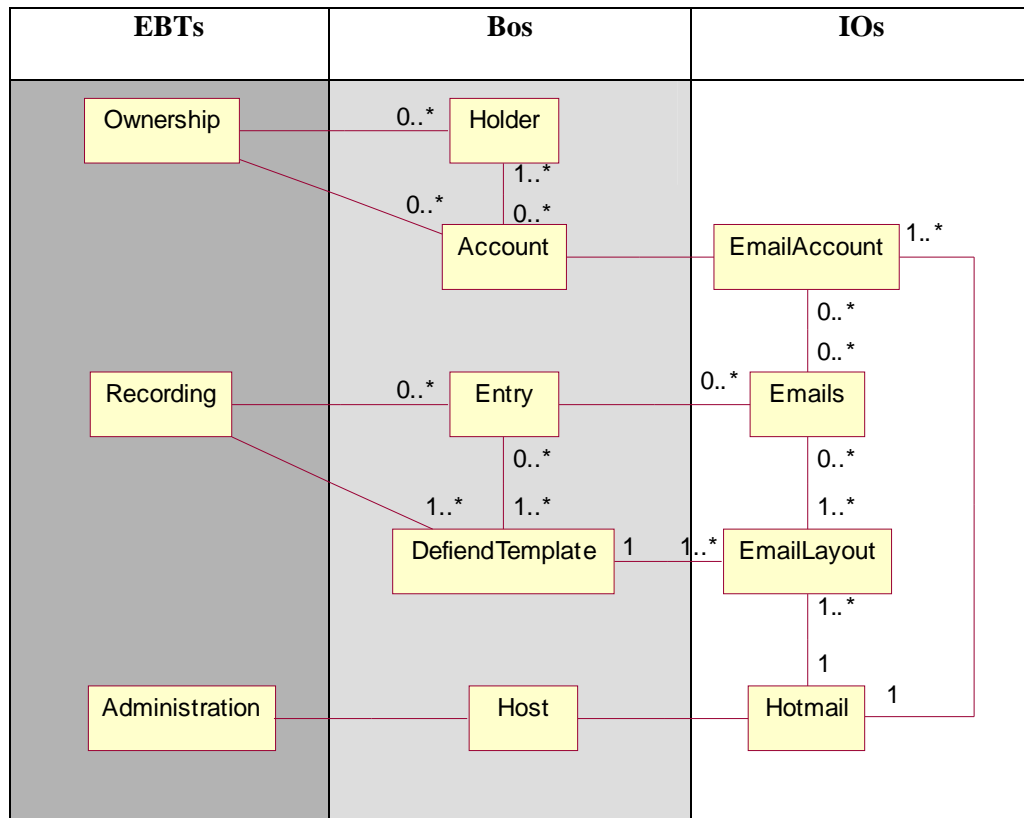 EBTs Bos IOs
Ownership 0..* Holder
1..*
0..* 0..*
Account EmailAccount 1..*
0..*
0..*
Recording 0..* Entry 0..* Emails
0..* 0..*
1..* 1..* 1..*
DefiendTemplate 1 1..* EmailLayout
1..*
1
Administration Host Hotmail 1